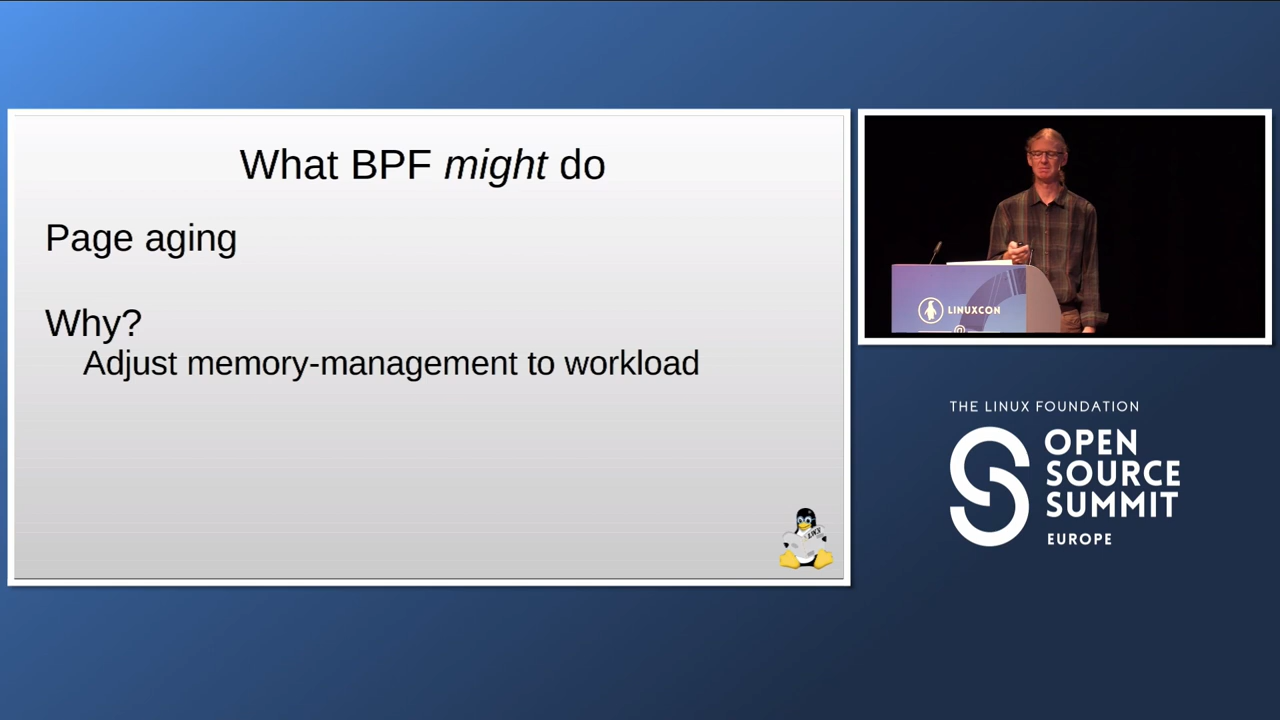 What BPF might do
Page aging
Why?
Adjust memory-management to workload
LINUXCON
THE LINUX FOUNDATION
OPEN
SOURCE
SUMMIT
EUROPE